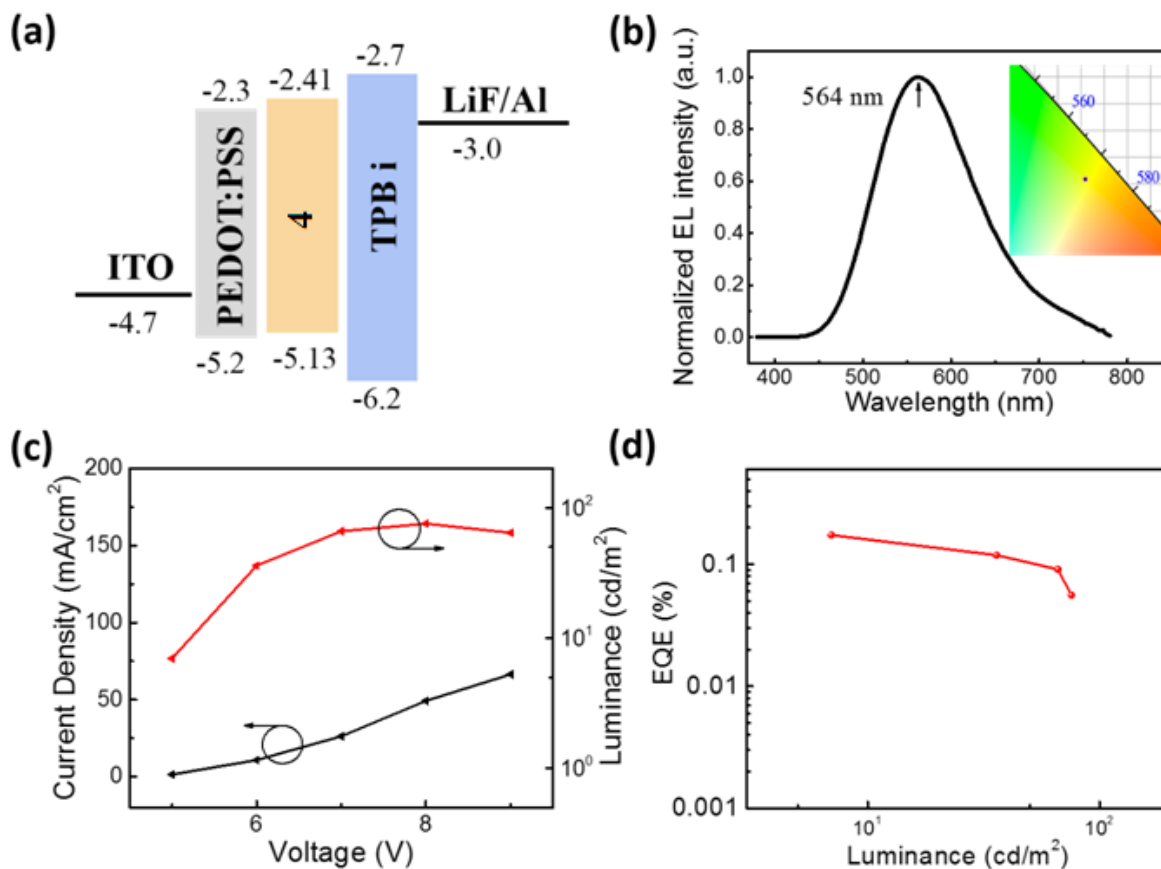 (a)
-2.7
-2.3
-2.41
LiF/Al
-3.0
PEDOT:PSS
4
TPB i
ITO
-4.7
-5.2
-5.13
-6.2
(b)
Normalized EL intensity (a.u.)
1.0
0.8
0.6
0.4
0.2
0.0
564 nm
560
580
400 500 600 700 800
Wavelength (nm)
(c)
Current Density (mA/cm²)
200
150
100
50
0
6 8
Voltage (V)
10²
10¹
10⁰
Luminance (cd/m²)
(d)
EQE (%)
0.1
0.01
0.001
10¹ 10²
Luminance (cd/m²)